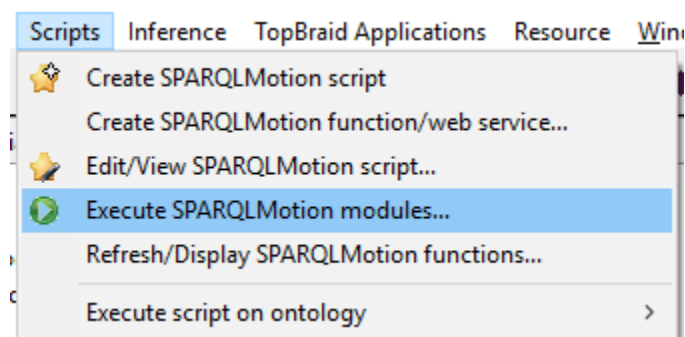 Scripts Inference TopBraid Applications Resource
Create SPARQLMotion script
Create SPARQLMotion function/web service...
Edit/View SPARQLMotion script...
Execute SPARQLMotion modules...
Refresh/Display SPARQLMotion functions...
Execute script on ontology